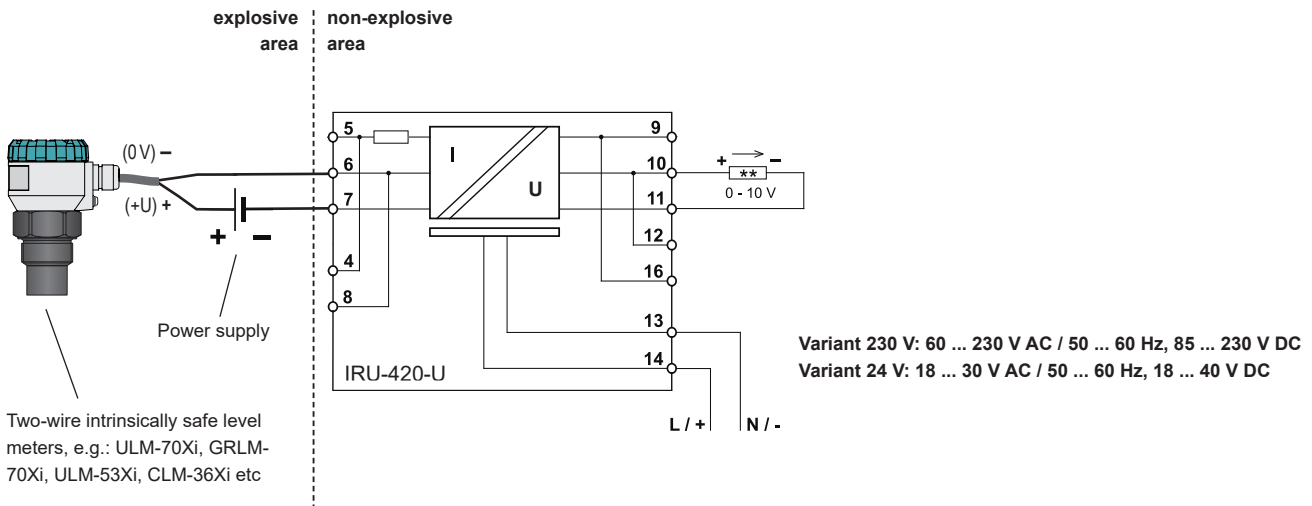 explosive
area
non-explosive
area
(0 V) –
(+U) +
+ –
Power supply
Two-wire intrinsically safe level
meters, e.g.: ULM-70Xi, GRLM-
70Xi, ULM-53Xi, CLM-36Xi etc
5
6
7
4
8
I
U
9
10
11
12
16
13
14
IRU-420-U
+ –
**
0 - 10 V
L / +
N / -
Variant 230 V: 60 ... 230 V AC / 50 ... 60 Hz, 85 ... 230 V DC
Variant 24 V: 18 ... 30 V AC / 50 ... 60 Hz, 18 ... 40 V DC